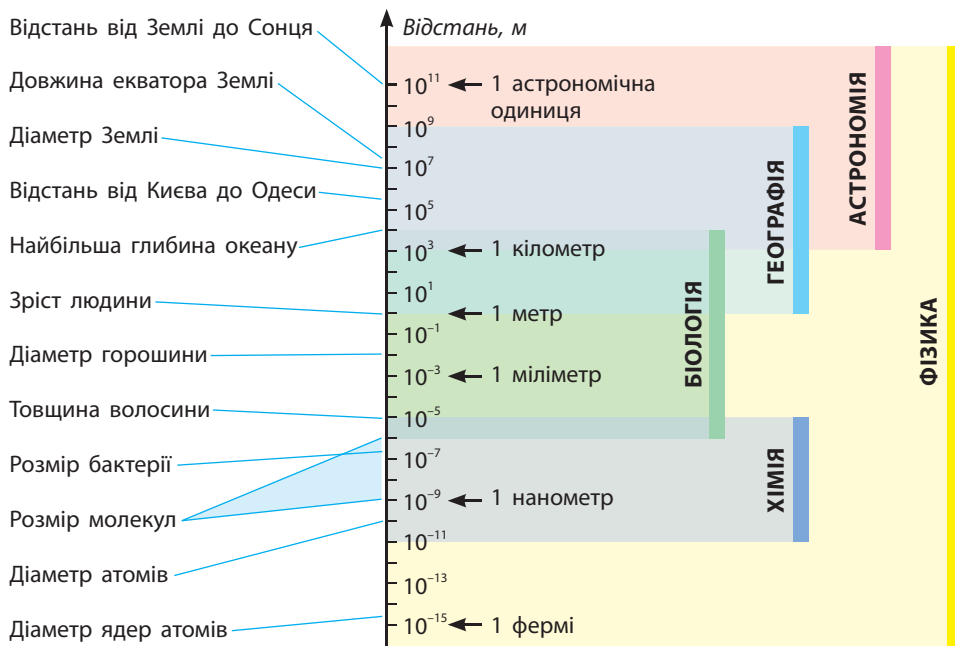 Відстань, м
Відстань від Землі до Сонця
Довжина екватора Землі
Діаметр Землі
Відстань від Києва до Одеси
Найбільша глибина океану
Зріст людини
Діаметр горошини
Товщина волосини
Розмір бактерії
Розмір молекул
Діаметр атомів
Діаметр ядер атомів
10¹¹
10⁹
10⁷
10⁵
10³
10¹
10⁻¹
10⁻³
10⁻⁵
10⁻⁷
10⁻⁹
10⁻¹¹
10⁻¹³
10⁻¹⁵
1 астрономічна
одиниця
1 кілометр
1 метр
1 міліметр
1 нанометр
1 фермі
БІОЛОГІЯ
ГЕОГРАФІЯ
ХІМІЯ
АСТРОНОМІЯ
ФІЗИКА